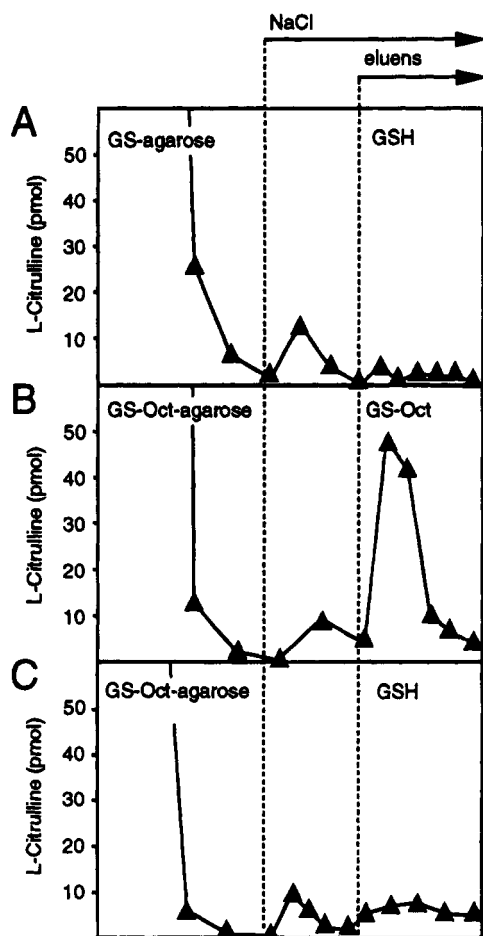 NaCl
eluens
A
GS-agarose
GSH
L-Citrulline (pmol)
50
40
30
20
10
B
GS-Oct-agarose
GS-Oct
L-Citrulline (pmol)
50
40
30
20
10
C
GS-Oct-agarose
GSH
L-Citrulline (pmol)
50
40
30
20
10